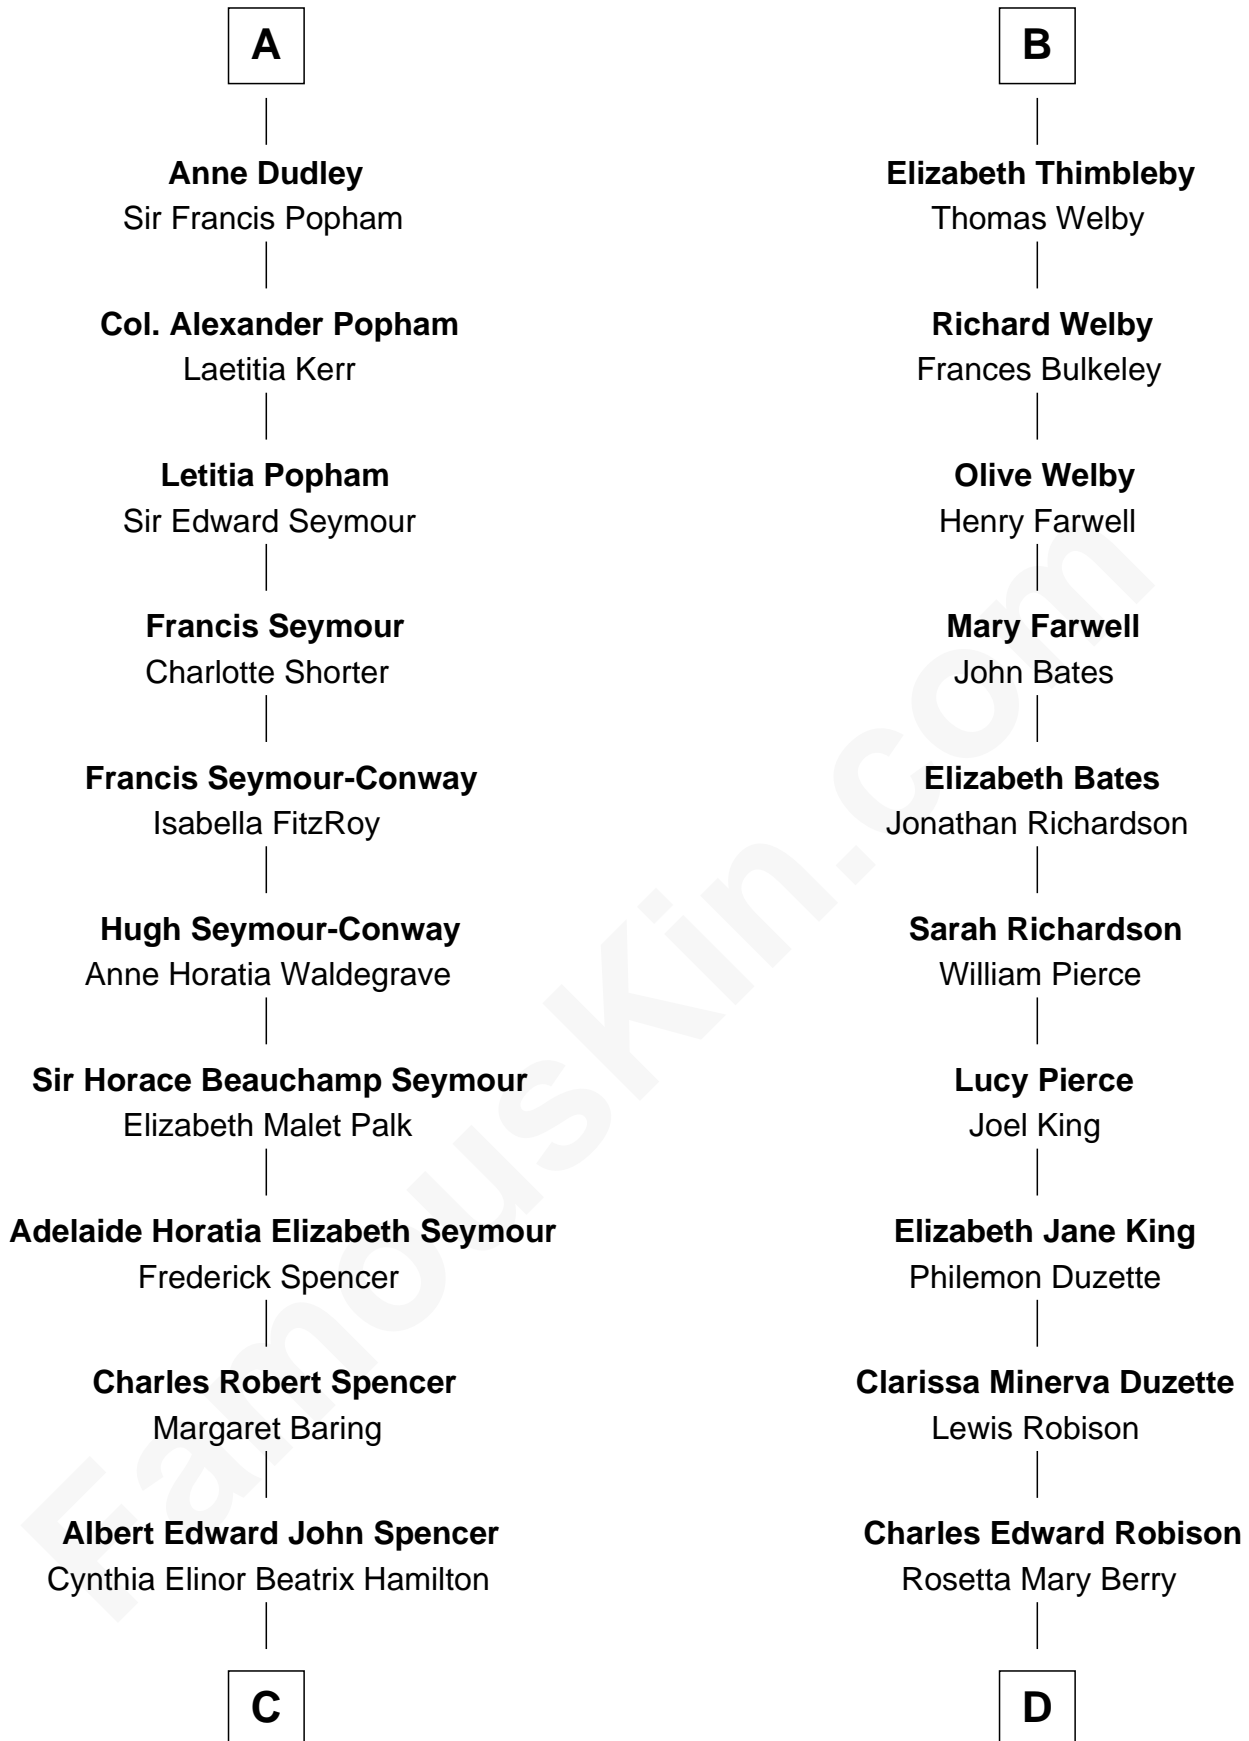 A
Anne Dudley
Sir Francis Popham
Col. Alexander Popham
Laetitia Kerr
Letitia Popham
Sir Edward Seymour
Francis Seymour
Charlotte Shorter
Francis Seymour-Conway
Isabella FitzRoy
Hugh Seymour-Conway
Anne Horatia Waldegrave
Sir Horace Beauchamp Seymour
Elizabeth Malet Palk
Adelaide Horatia Elizabeth Seymour
Frederick Spencer
Charles Robert Spencer
Margaret Baring
Albert Edward John Spencer
Cynthia Elinor Beatrix Hamilton
C
B
Elizabeth Thimbleby
Thomas Welby
Richard Welby
Frances Bulkeley
Olive Welby
Henry Farwell
Mary Farwell
John Bates
Elizabeth Bates
Jonathan Richardson
Sarah Richardson
William Pierce
Lucy Pierce
Joel King
Elizabeth Jane King
Philemon Duzette
Clarissa Minerva Duzette
Lewis Robison
Charles Edward Robison
Rosetta Mary Berry
D
FamousKin.com